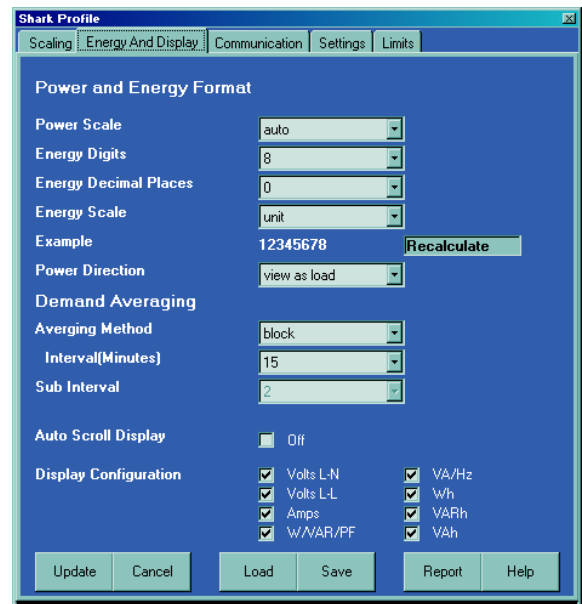 Shark Profile
Scaling Energy And Display Communication Settings Limits
Power and Energy Format
Power Scale auto
Energy Digits 8
Energy Decimal Places 0
Energy Scale unit
Example 12345678 Recalculate
Power Direction view as load
Demand Averaging
Averging Method block
Interval(Minutes) 15
Sub Interval 2
Auto Scroll Display Off
Display Configuration Volts L-N VA/Hz
Volts L-L Wh
Amps VARh
W/VAR/PF VAh
Update Cancel Load Save Report Help